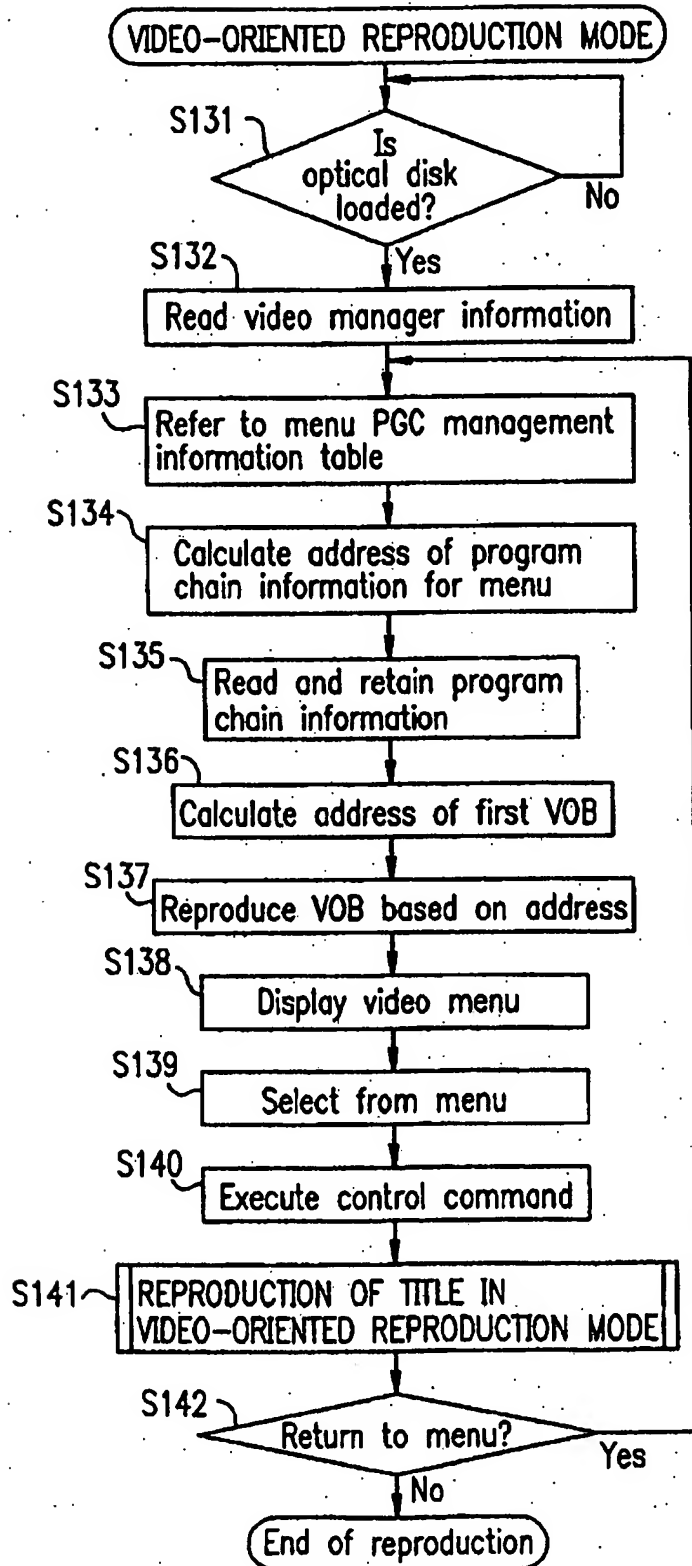 VIDEO-ORIENTED REPRODUCTION MODE
S131
Is
optical disk
loaded?
No
Yes
S132
Read video manager information
S133
Refer to menu PGC management
information table
S134
Calculate address of program
chain information for menu
S135
Read and retain program
chain information
S136
Calculate address of first VOB
S137
Reproduce VOB based on address
S138
Display video menu
S139
Select from menu
S140
Execute control command
S141
REPRODUCTION OF TITLE IN
VIDEO-ORIENTED REPRODUCTION MODE
S142
Return to menu?
Yes
No
End of reproduction